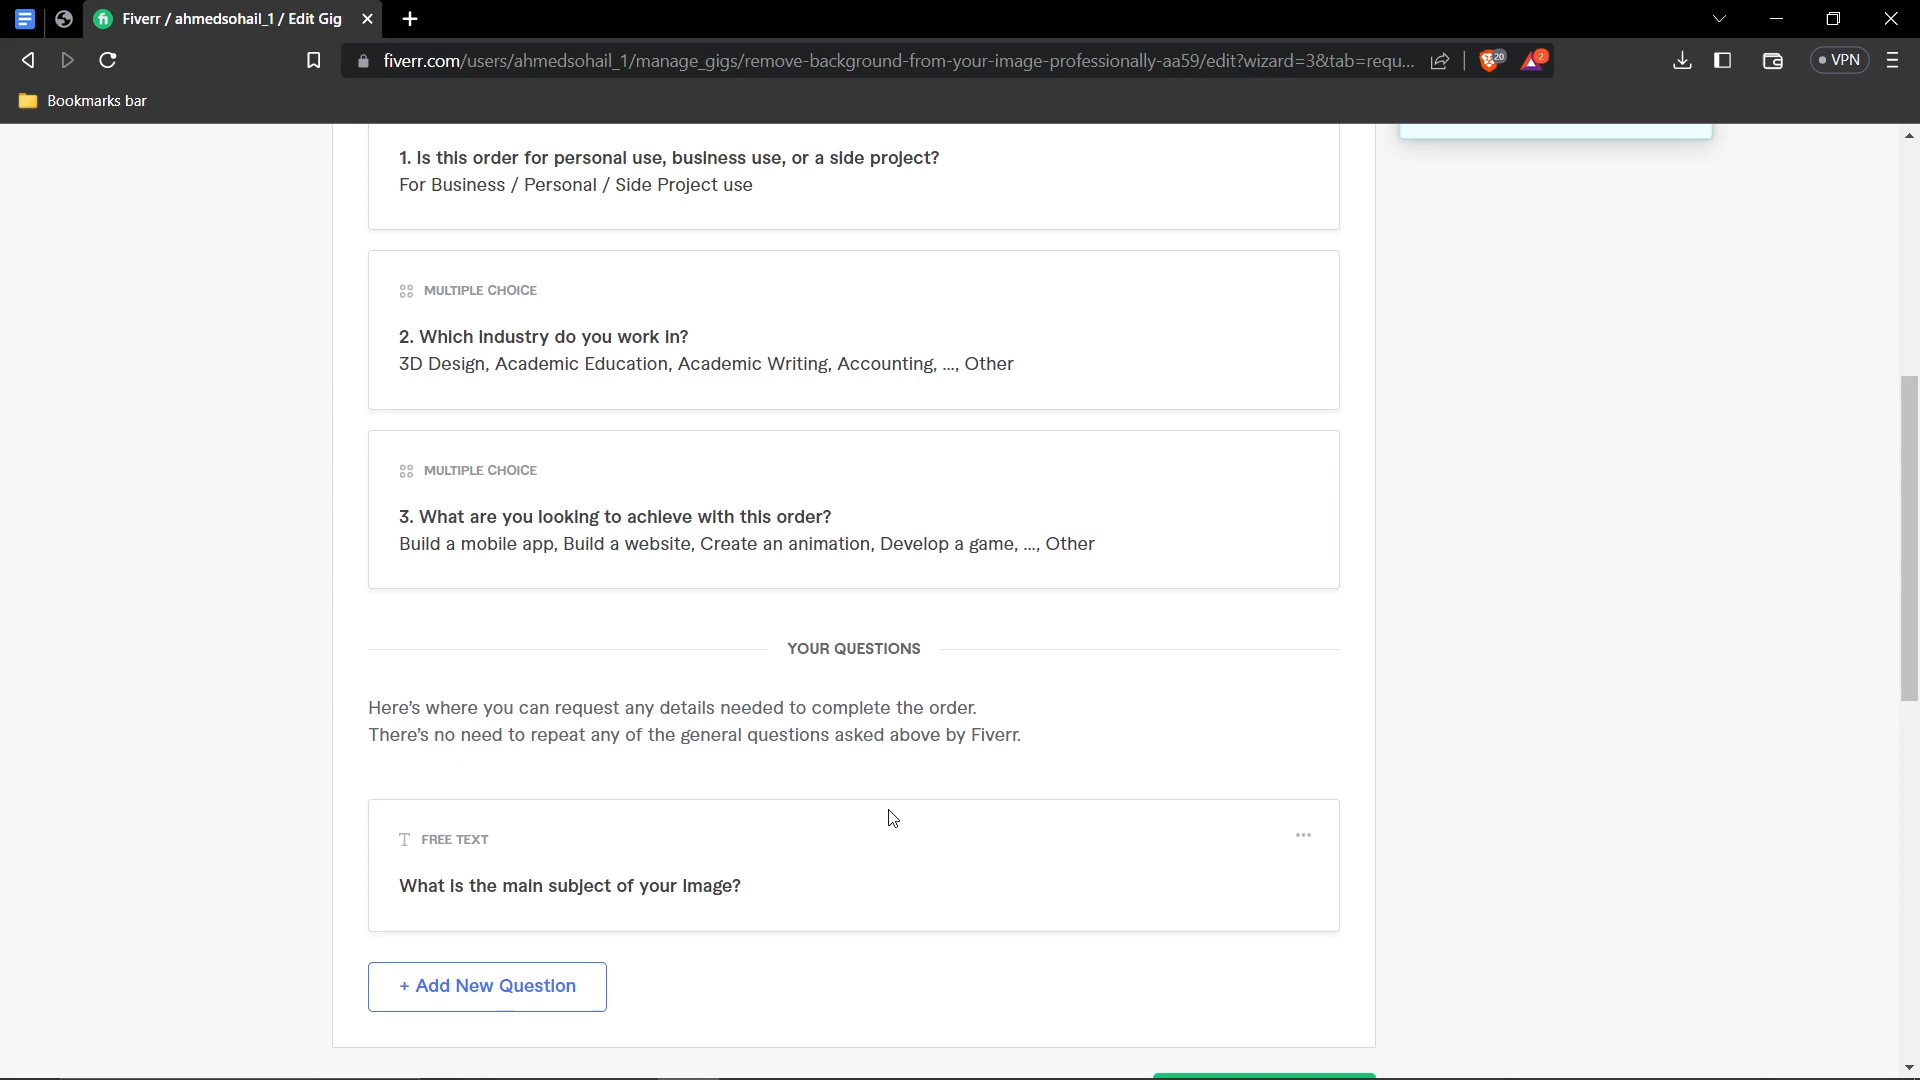 Fiverr / ahmedsohail_1 / Edit Gig
fiverr.com/users/ahmedsohail_1/manage_gigs/remove-background-from-your-image-professionally-aa59/edit?wizard=3&tab=requ...
20
2
VPN
Bookmarks bar
1. Is this order for personal use, business use, or a side project?
For Business / Personal / Side Project use
MULTIPLE CHOICE
2. Which industry do you work in?
3D Design, Academic Education, Academic Writing, Accounting, ..., Other
MULTIPLE CHOICE
3. What are you looking to achieve with this order?
Build a mobile app, Build a website, Create an animation, Develop a game, ..., Other
YOUR QUESTIONS
Here's where you can request any details needed to complete the order.
There's no need to repeat any of the general questions asked above by Fiverr.
FREE TEXT
What is the main subject of your Image?
+ Add New Question